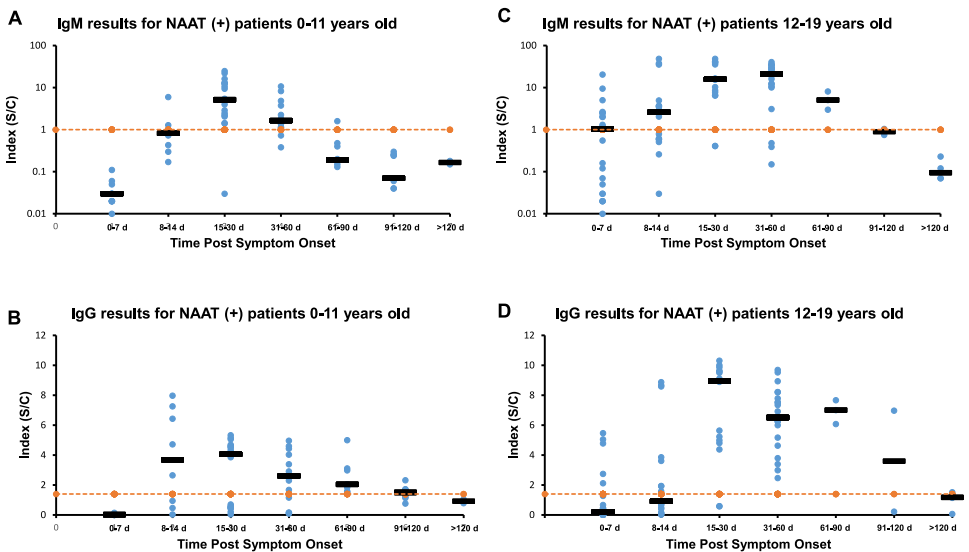 A
IgM results for NAAT (+) patients 0-11 years old
Index (S/C)
100
10
1
0.1
0.01
0 0-7 d 8-14 d 15-30 d 31-60 d 61-90 d 91-120 d >120 d
Time Post Symptom Onset
C
IgM results for NAAT (+) patients 12-19 years old
Index (S/C)
100
10
1
0.1
0.01
0-7 d 8-14 d 15-30 d 31-60 d 61-90 d 91-120 d >120 d
Time Post Symptom Onset
B
IgG results for NAAT (+) patients 0-11 years old
Index (S/C)
12
10
8
6
4
2
0
0 0-7 d 8-14 d 15-30 d 31-60 d 61-90 d 91-120 d >120 d
Time Post Symptom Onset
D
IgG results for NAAT (+) patients 12-19 years old
Index (S/C)
12
10
8
6
4
2
0
0-7 d 8-14 d 15-30 d 31-60 d 61-90 d 91-120 d >120 d
Time Post Symptom Onset